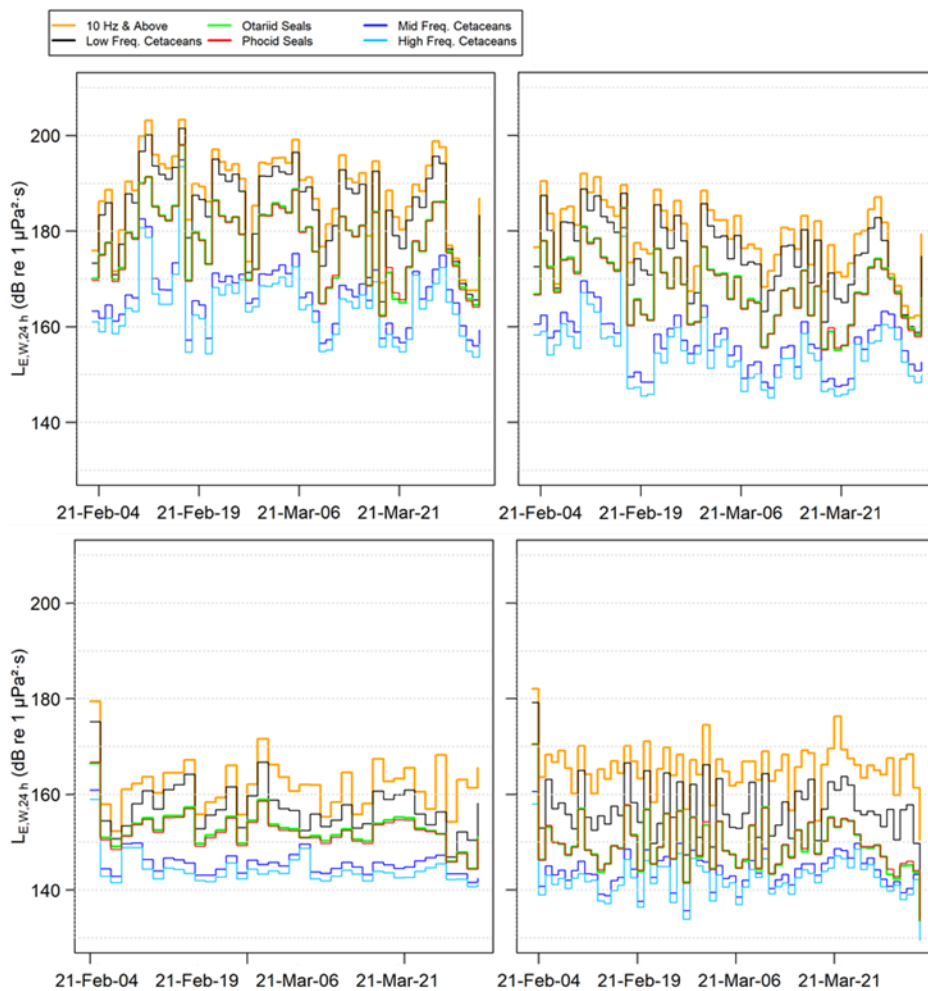 10 Hz & Above Otariid Seals Mid Freq. Cetaceans
Low Freq. Cetaceans Phocid Seals High Freq. Cetaceans
L_E,W,24 h (dB re 1 µPa²·s)
200
180
160
140
21-Feb-04 21-Feb-19 21-Mar-06 21-Mar-21
21-Feb-04 21-Feb-19 21-Mar-06 21-Mar-21
L_E,W,24 h (dB re 1 µPa²·s)
200
180
160
140
21-Feb-04 21-Feb-19 21-Mar-06 21-Mar-21
21-Feb-04 21-Feb-19 21-Mar-06 21-Mar-21